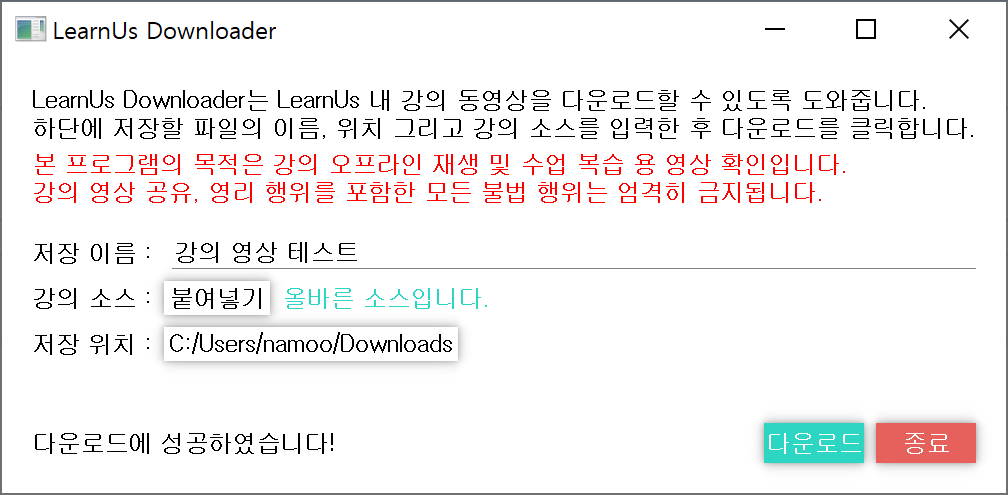 LearnUs Downloader
LearnUs Downloader는 LearnUs 내 강의 동영상을 다운로드할 수 있도록 도와줍니다.
하단에 저장할 파일의 이름, 위치 그리고 강의 소스를 입력한 후 다운로드를 클릭합니다.
본 프로그램의 목적은 강의 오프라인 재생 및 수업 복습 용 영상 확인입니다.
강의 영상 공유, 영리 행위를 포함한 모든 불법 행위는 엄격히 금지됩니다.
저장 이름 : 강의 영상 테스트
강의 소스 : 붙여넣기 올바른 소스입니다.
저장 위치 : C:/Users/namoo/Downloads
다운로드에 성공하였습니다! 다운로드 종료